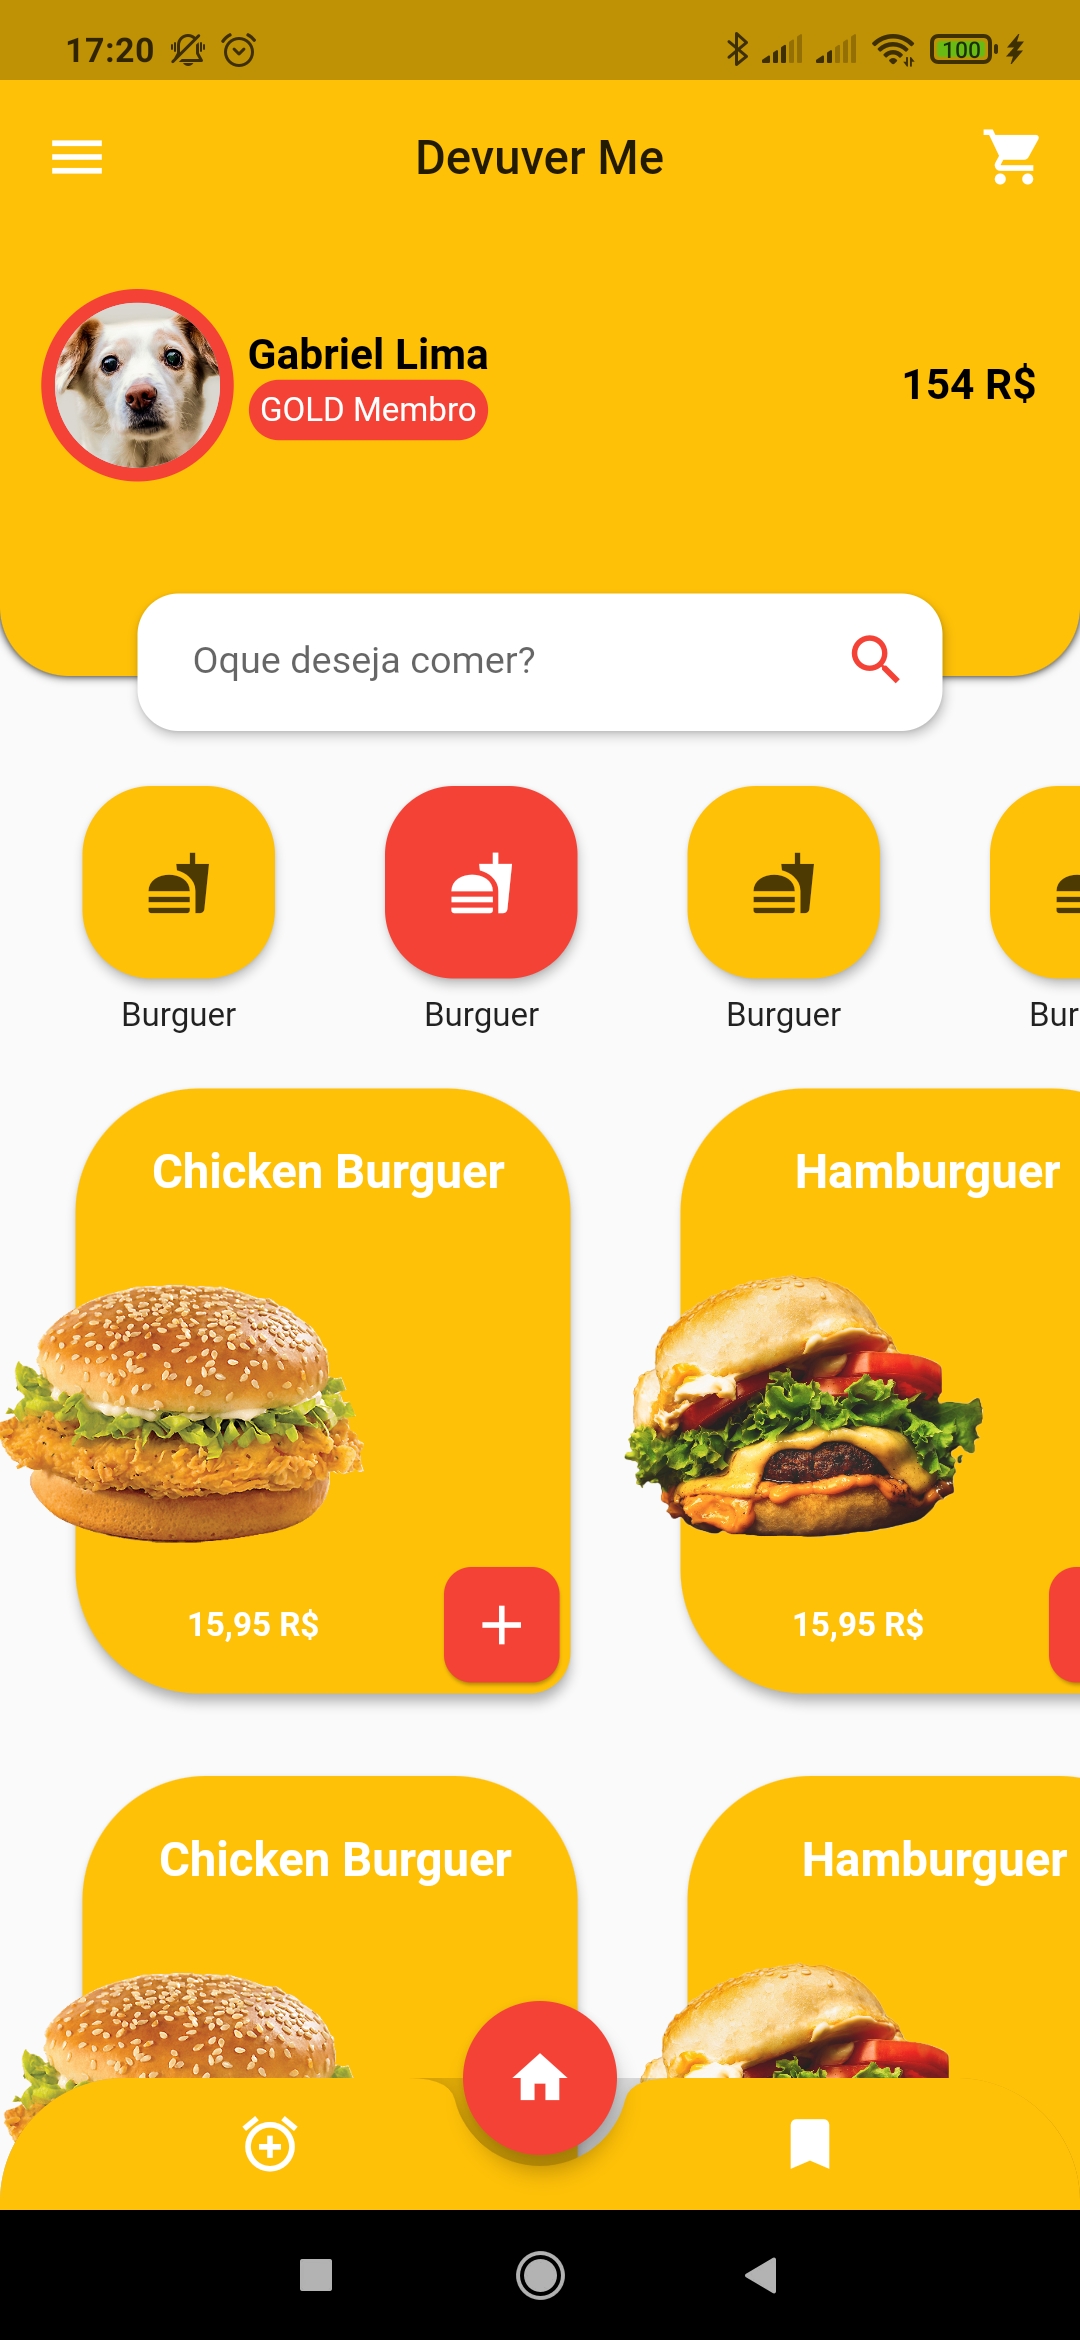 17:20
100
Devuver Me
Gabriel Lima
GOLD Membro
154 R$
Oque deseja comer?
Burguer
Burguer
Burguer
Bur
Chicken Burguer
Hamburguer
15,95 R$
15,95 R$
Chicken Burguer
Hamburguer